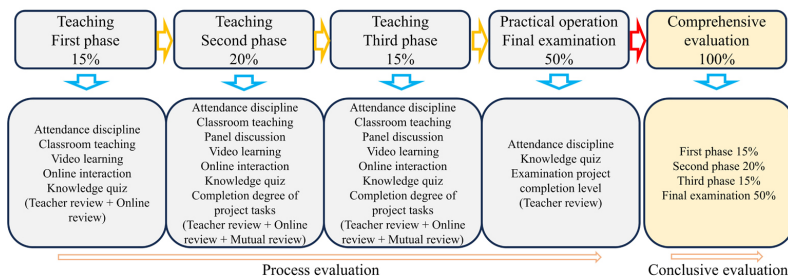 Teaching
First phase
15%
Teaching
Second phase
20%
Teaching
Third phase
15%
Practical operation
Final examination
50%
Comprehensive
evaluation
100%
Attendance discipline
Classroom teaching
Video learning
Online interaction
Knowledge quiz
(Teacher review + Online
review)
Attendance discipline
Classroom teaching
Panel discussion
Video learning
Online interaction
Knowledge quiz
Completion degree of
project tasks
(Teacher review + Online
review + Mutual review)
Attendance discipline
Classroom teaching
Panel discussion
Video learning
Online interaction
Knowledge quiz
Completion degree of
project tasks
(Teacher review + Online
review + Mutual review)
Attendance discipline
Knowledge quiz
Examination project
completion level
(Teacher review)
First phase 15%
Second phase 20%
Third phase 15%
Final examination 50%
Process evaluation
Conclusive evaluation